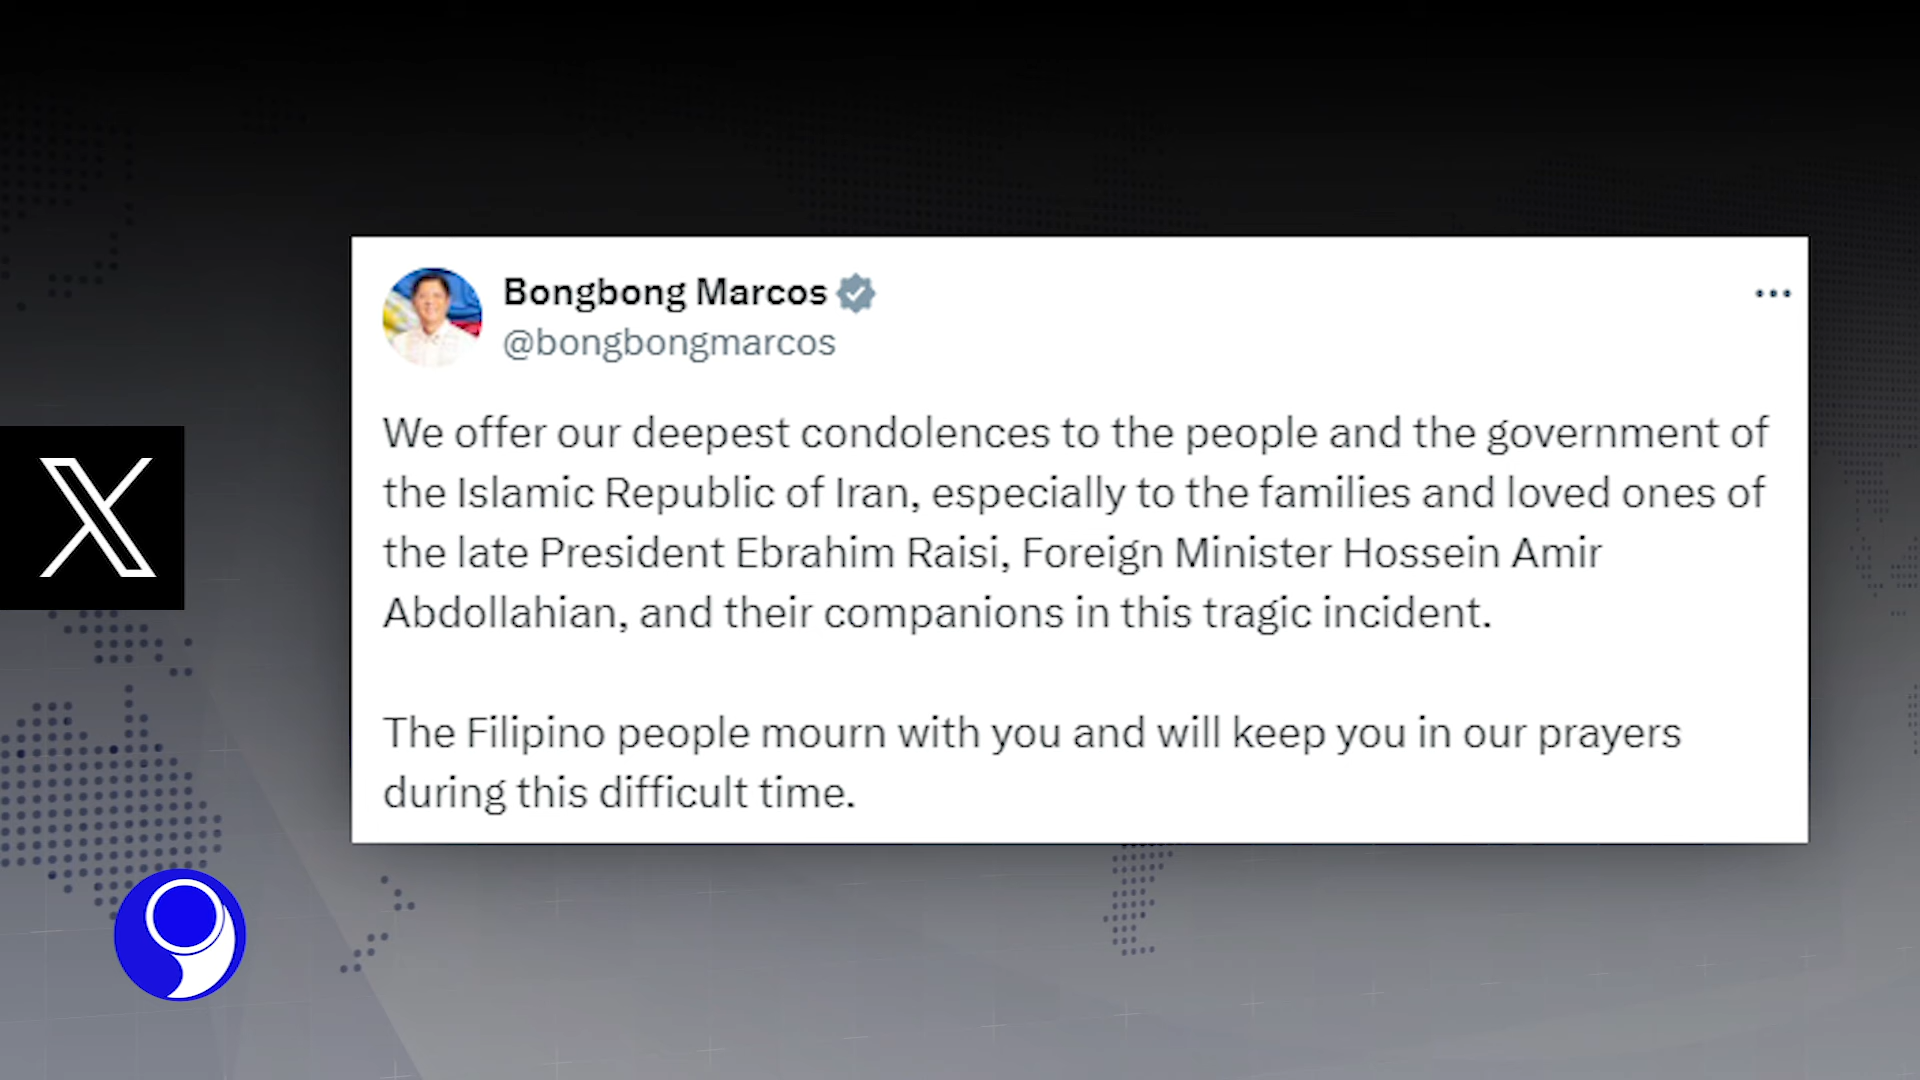 Bongbong Marcos
@bongbongmarcos
We offer our deepest condolences to the people and the government of
the Islamic Republic of Iran, especially to the families and loved ones of
the late President Ebrahim Raisi, Foreign Minister Hossein Amir
Abdollahian, and their companions in this tragic incident.
The Filipino people mourn with you and will keep you in our prayers
during this difficult time.